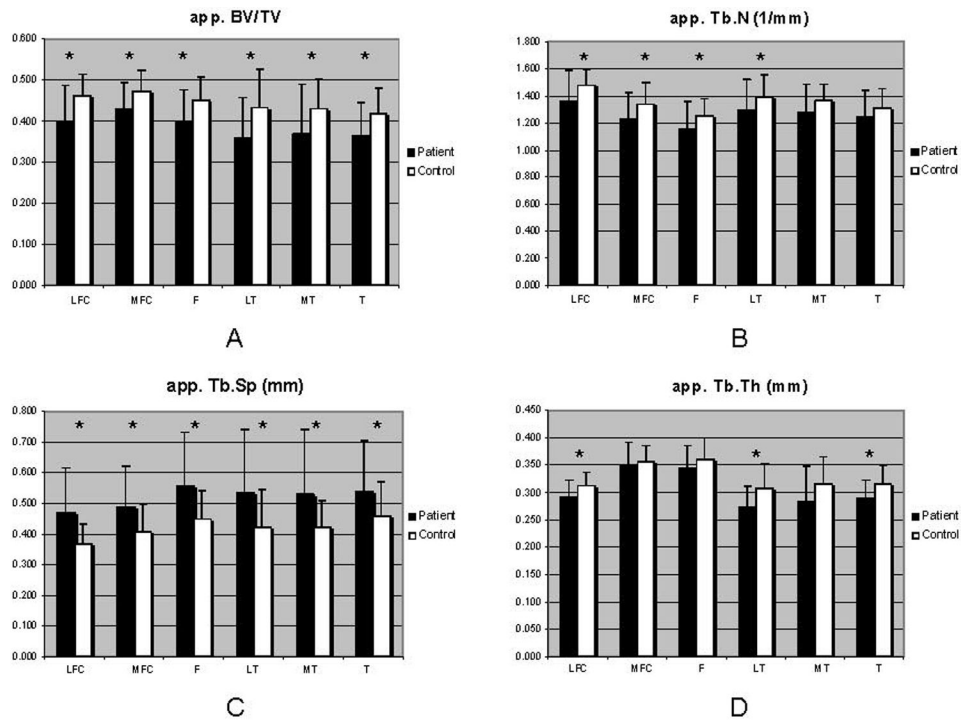 app. BV/TV
0.600
0.500
0.400
0.300
0.200
0.100
0.000
* * * * * *
LFC MFC F LT MT T
Patient
Control
A
app. Tb.N (1/mm)
1.800
1.600
1.400
1.200
1.000
0.800
0.600
0.400
0.200
0.000
* * * *
LFC MFC F LT MT T
Patient
Control
B
app. Tb.Sp (mm)
0.800
0.700
0.600
0.500
0.400
0.300
0.200
0.100
0.000
* * * * * *
LFC MFC F LT MT T
Patient
Control
C
app. Tb.Th (mm)
0.450
0.400
0.350
0.300
0.250
0.200
0.150
0.100
0.050
0.000
* * *
LFC MFC F LT MT T
Patient
Control
D